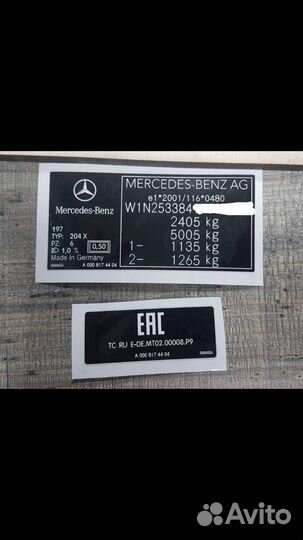 MERCEDES-BENZ AG
e1*2001/116*0480
W1N253384
2405 kg
5005 kg
1- 1135 kg
2- 1265 kg
Mercedes-Benz
197
TYP: 204 X
PZ: 6
1,0 % 0,50
Made in Germany
A 000 817 44 04
EAC
TC RU E-DE.MT02.00008.P9
A 000 817 44 04
Avito